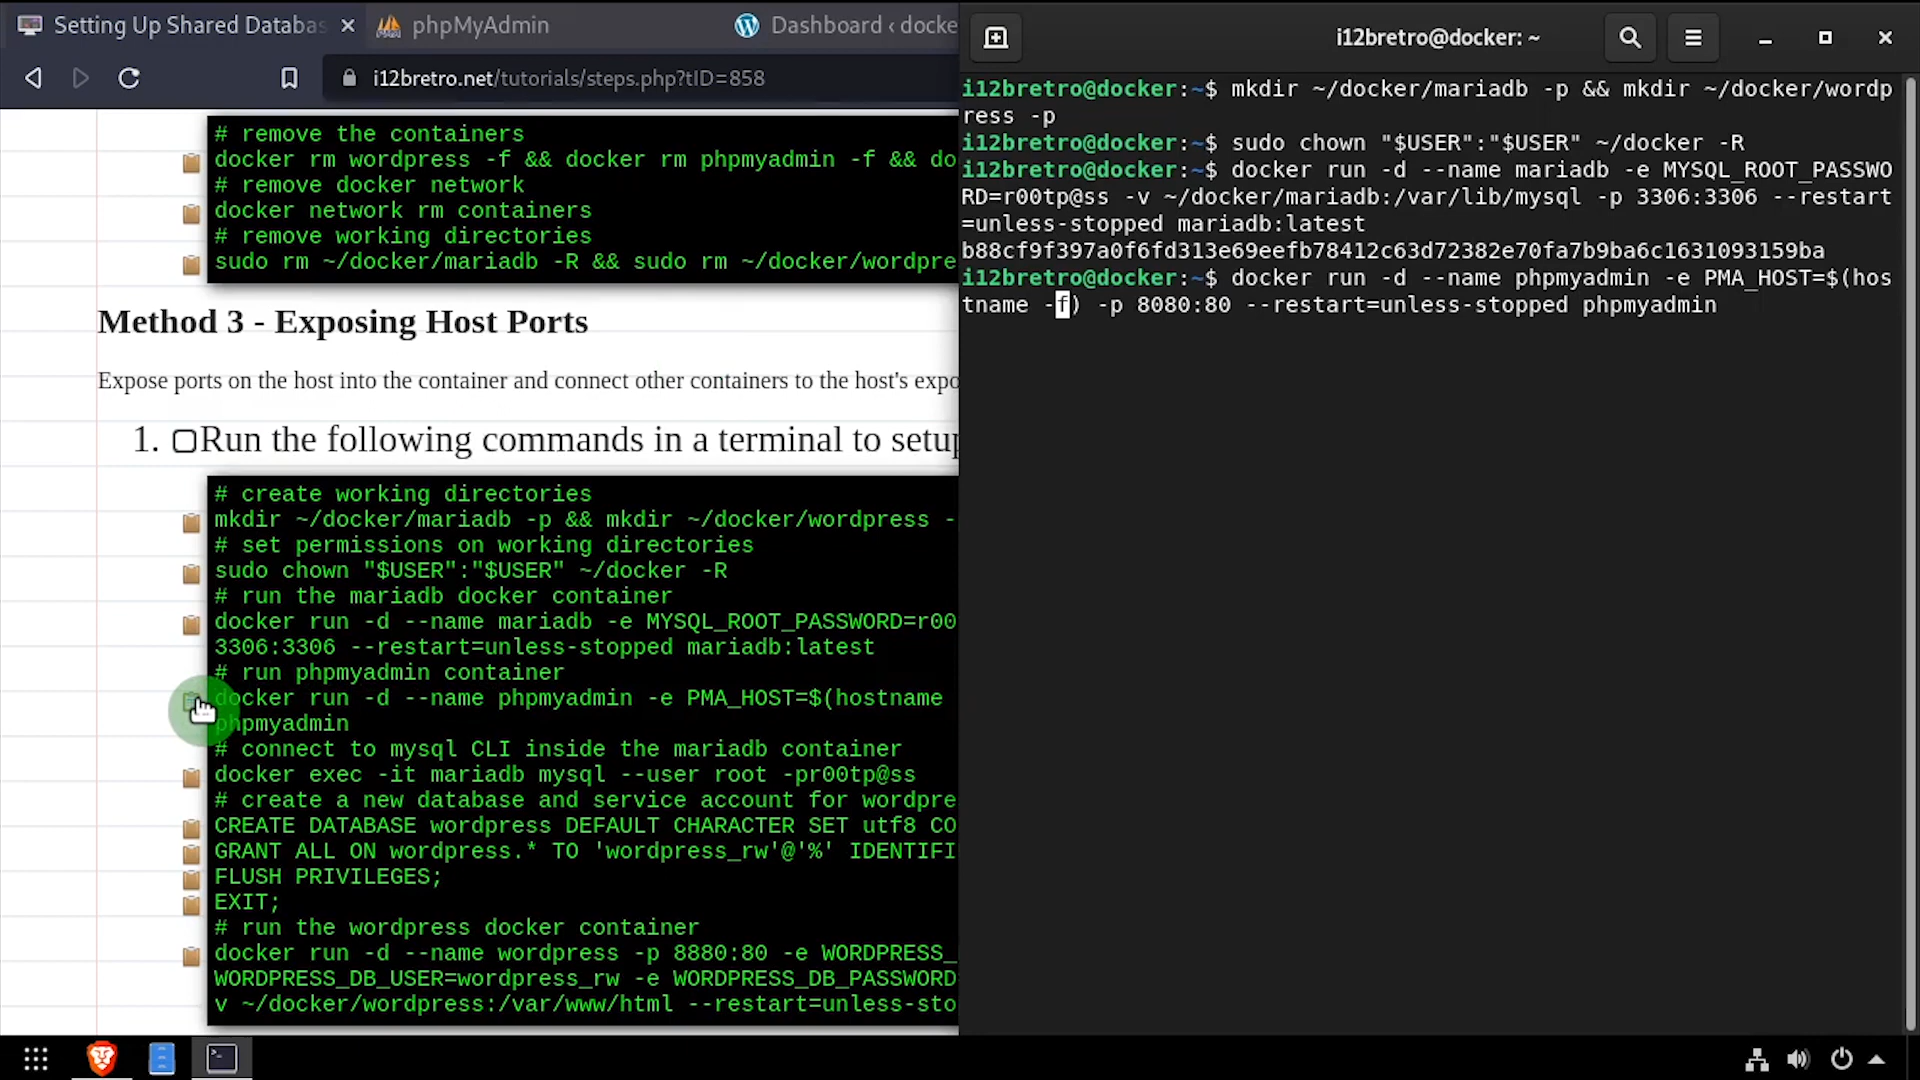 Setting Up Shared Databas
phpMyAdmin
Dashboard ‹ docke
i12bretro.net/tutorials/steps.php?tID=858
# remove the containers
docker rm wordpress -f && docker rm phpmyadmin -f && do
# remove docker network
docker network rm containers
# remove working directories
sudo rm ~/docker/mariadb -R && sudo rm ~/docker/wordpre
Method 3 - Exposing Host Ports
Expose ports on the host into the container and connect other containers to the host's expo
1. Run the following commands in a terminal to setup
# create working directories
mkdir ~/docker/mariadb -p && mkdir ~/docker/wordpress -
# set permissions on working directories
sudo chown "$USER":"$USER" ~/docker -R
# run the mariadb docker container
docker run -d --name mariadb -e MYSQL_ROOT_PASSWORD=r00
3306:3306 --restart=unless-stopped mariadb:latest
# run phpmyadmin container
docker run -d --name phpmyadmin -e PMA_HOST=$(hostname
phpmyadmin
# connect to mysql CLI inside the mariadb container
docker exec -it mariadb mysql --user root -pr00tp@ss
# create a new database and service account for wordpre
CREATE DATABASE wordpress DEFAULT CHARACTER SET utf8 CO
GRANT ALL ON wordpress.* TO 'wordpress_rw'@'%' IDENTIFI
FLUSH PRIVILEGES;
EXIT;
# run the wordpress docker container
docker run -d --name wordpress -p 8880:80 -e WORDPRESS_
WORDPRESS_DB_USER=wordpress_rw -e WORDPRESS_DB_PASSWORD
v ~/docker/wordpress:/var/www/html --restart=unless-sto
i12bretro@docker: ~
i12bretro@docker:~$ mkdir ~/docker/mariadb -p && mkdir ~/docker/wordp
ress -p
i12bretro@docker:~$ sudo chown "$USER":"$USER" ~/docker -R
i12bretro@docker:~$ docker run -d --name mariadb -e MYSQL_ROOT_PASSWO
RD=r00tp@ss -v ~/docker/mariadb:/var/lib/mysql -p 3306:3306 --restart
=unless-stopped mariadb:latest
b88cf9f397a0f6fd313e69eefb78412c63d72382e70fa7b9ba6c1631093159ba
i12bretro@docker:~$ docker run -d --name phpmyadmin -e PMA_HOST=$(hos
tname -f) -p 8080:80 --restart=unless-stopped phpmyadmin